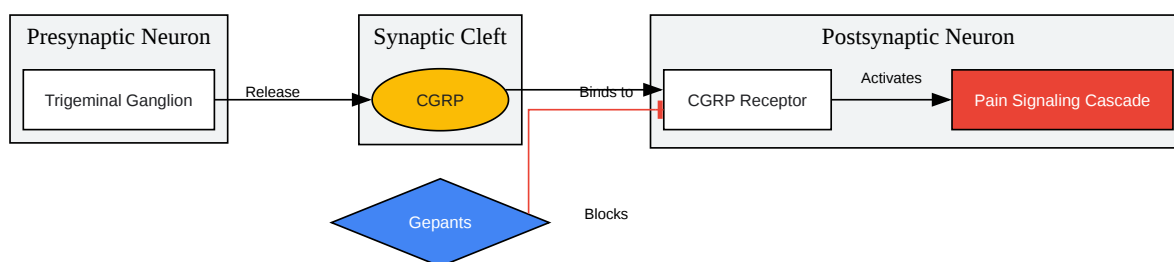 Presynaptic Neuron
Synaptic Cleft
Postsynaptic Neuron
Trigeminal Ganglion
Release
CGRP
Binds to
CGRP Receptor
Activates
Pain Signaling Cascade
Gepants
Blocks